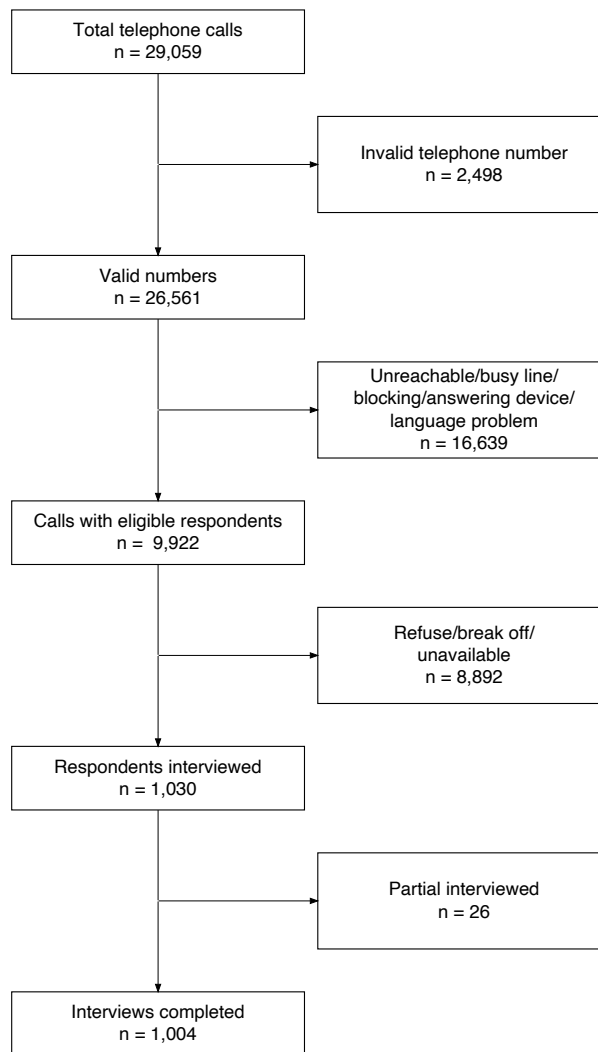 Total telephone calls
n = 29,059
Invalid telephone number
n = 2,498
Valid numbers
n = 26,561
Unreachable/busy line/
blocking/answering device/
language problem
n = 16,639
Calls with eligible respondents
n = 9,922
Refuse/break off/
unavailable
n = 8,892
Respondents interviewed
n = 1,030
Partial interviewed
n = 26
Interviews completed
n = 1,004